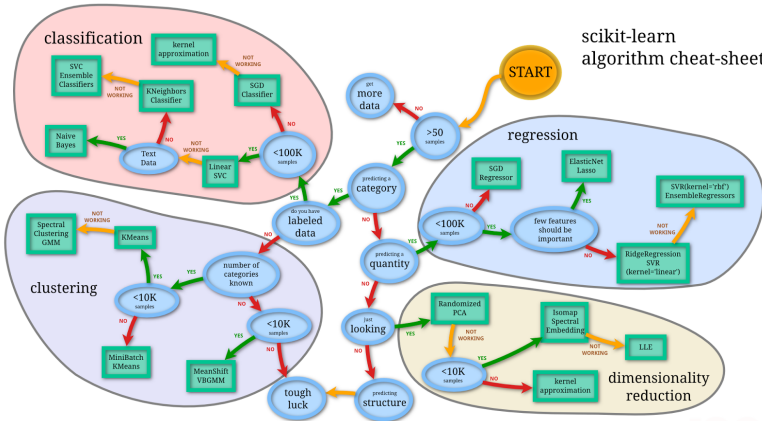 scikit-learn
algorithm cheat-sheet
START
classification
kernel
approximation
NOT
WORKING
SVC
Ensemble
Classifiers
NOT
WORKING
KNeighbors
Classifier
SGD
Classifier
NO
NO
Naive
Bayes
YES
Text
Data
NOT
WORKING
Linear
SVC
YES
<100K
samples
YES
get
more
data
NO
>50
samples
YES
predicting a
category
YES
NO
do you have
labeled
data
NO
predicting a
quantity
YES
NO
just
looking
YES
NO
predicting
structure
tough
luck
regression
SGD
Regressor
NO
<100K
samples
YES
ElasticNet
Lasso
YES
few features
should be
important
NO
SVR(kernel='rbf')
EnsembleRegressors
NOT
WORKING
RidgeRegression
SVR
(kernel='linear')
clustering
Spectral
Clustering
GMM
NOT
WORKING
KMeans
YES
<10K
samples
YES
NO
MiniBatch
KMeans
number of
categories
known
NO
<10K
samples
YES
NO
MeanShift
VBGMM
dimensionality
reduction
Randomized
PCA
NOT
WORKING
<10K
samples
YES
NO
Isomap
Spectral
Embedding
NOT
WORKING
LLE
kernel
approximation